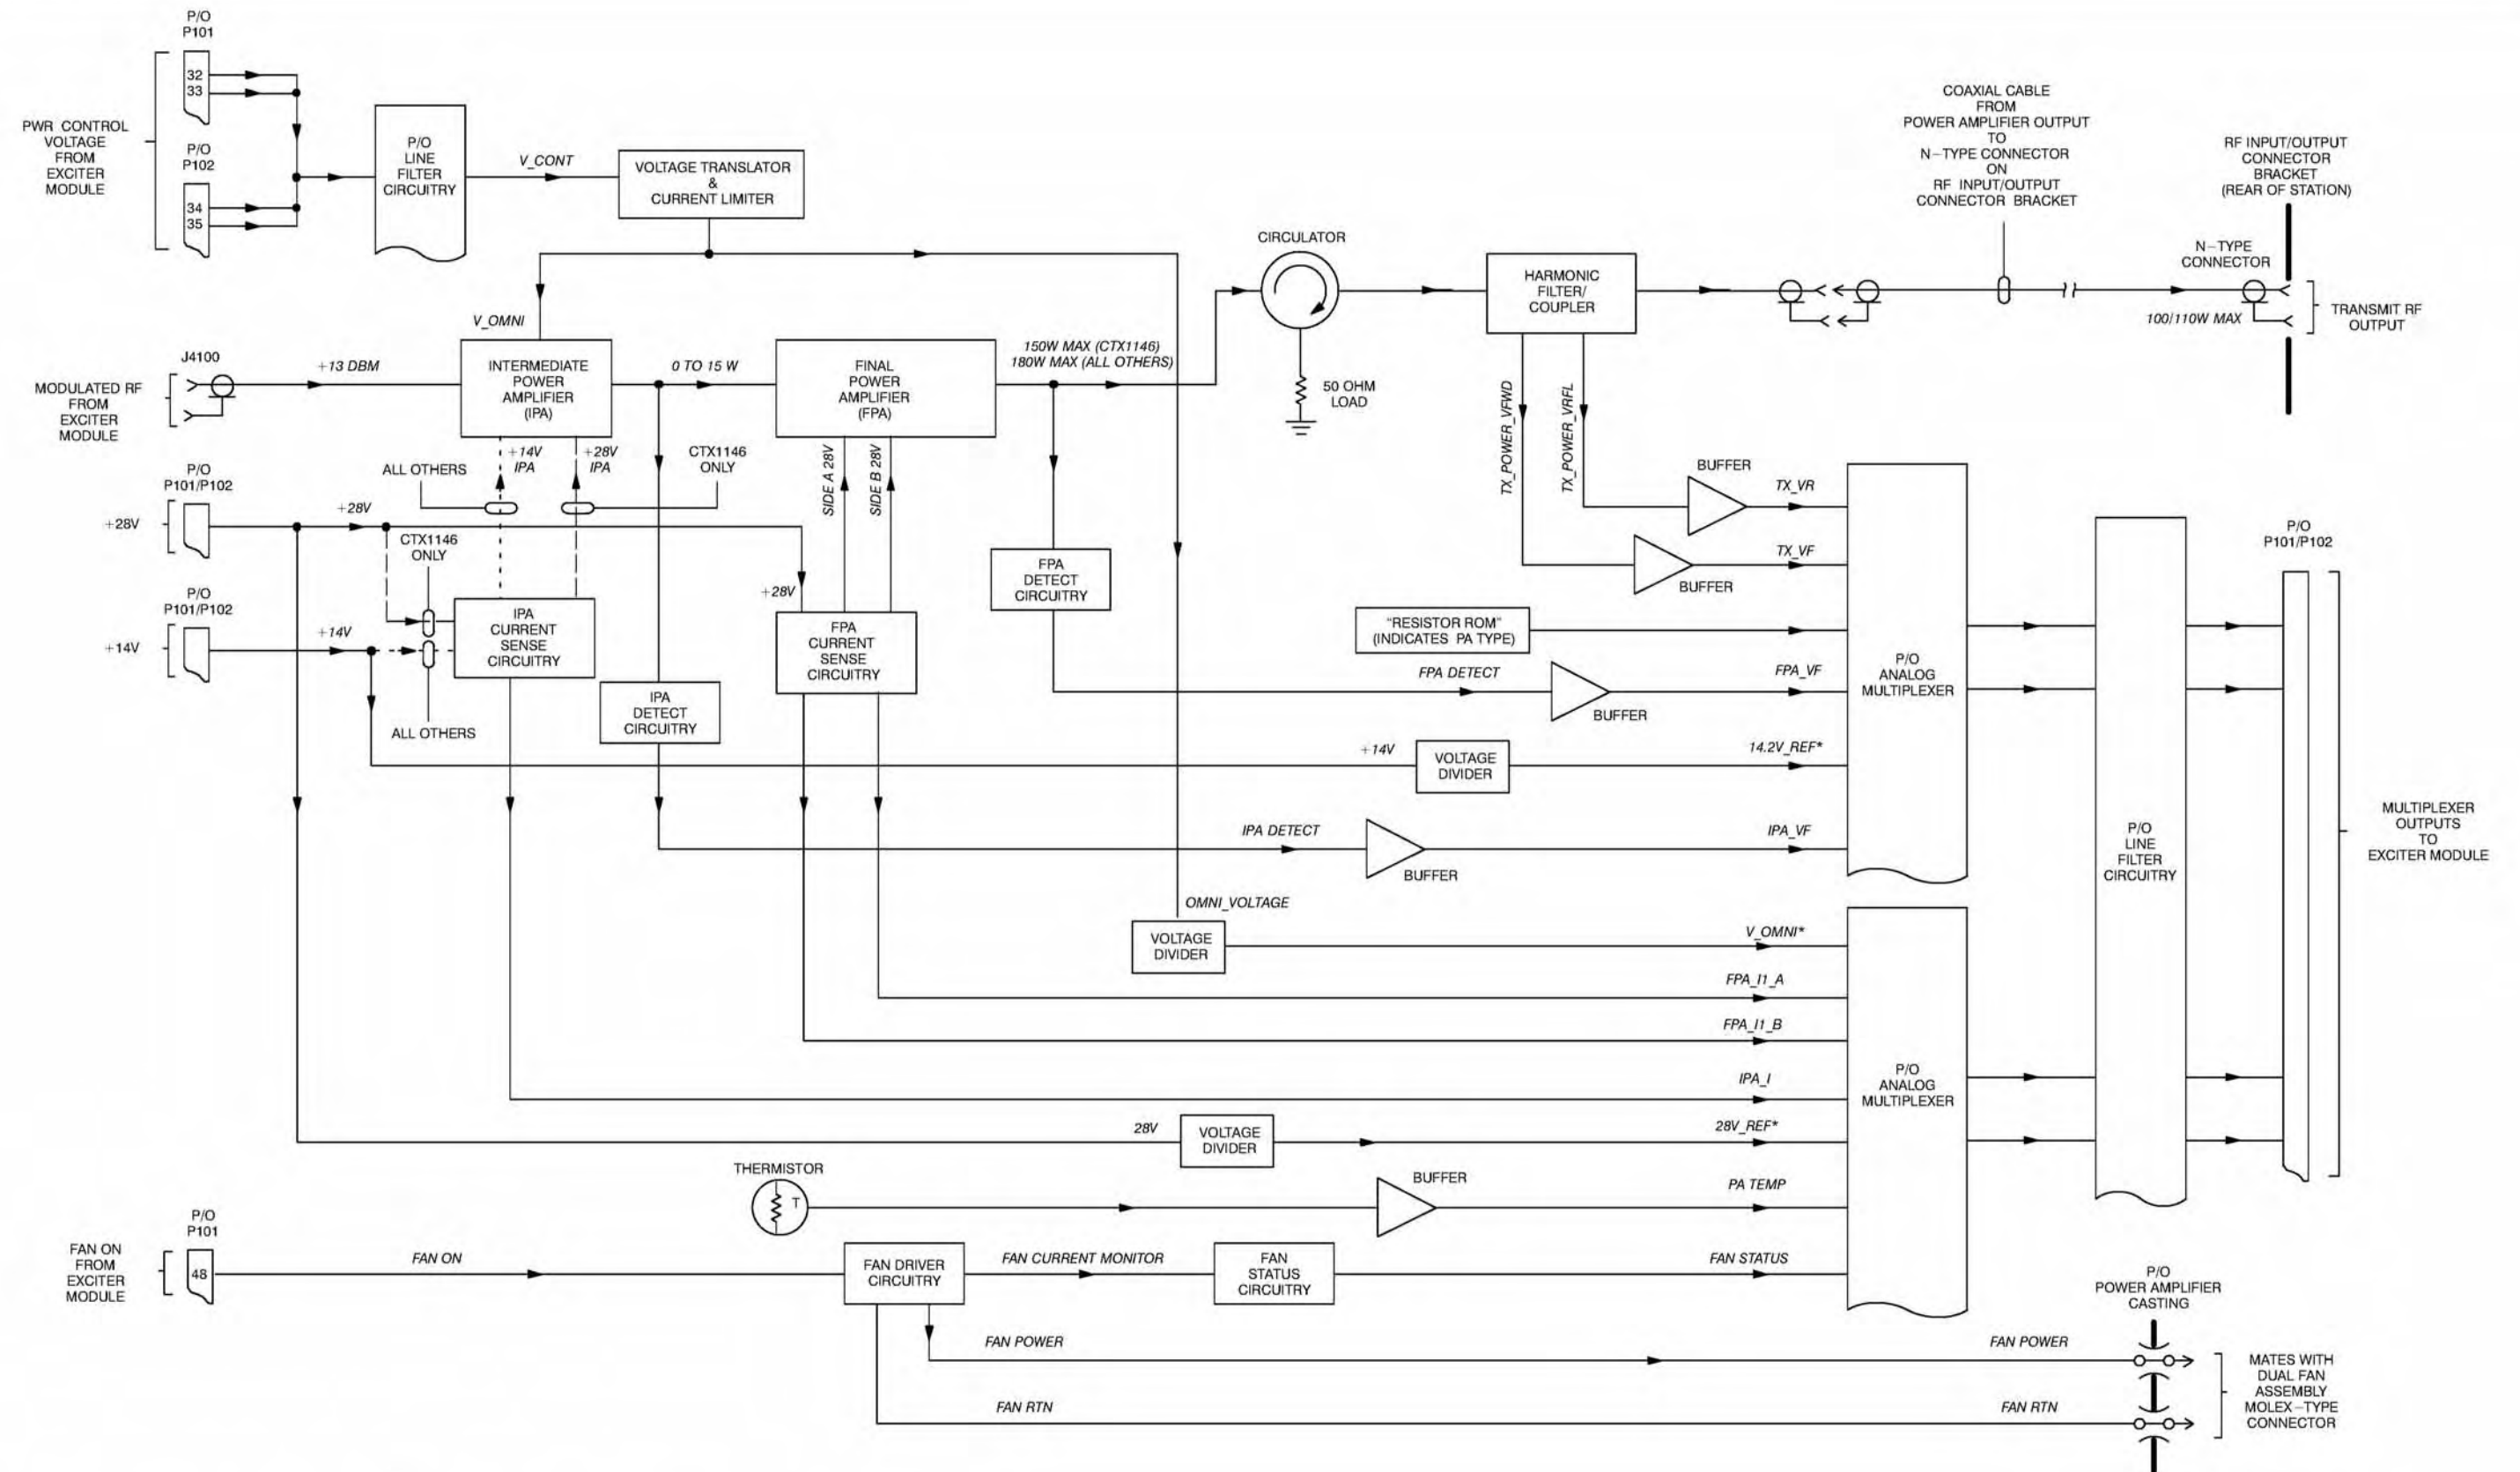 P/O
P101
32
33
PWR CONTROL
VOLTAGE
FROM
EXCITER
MODULE
P/O
P102
34
35
P/O
LINE
FILTER
CIRCUITRY
V_CONT
VOLTAGE TRANSLATOR
&
CURRENT LIMITER
COAXIAL CABLE
FROM
POWER AMPLIFIER OUTPUT
TO
N-TYPE CONNECTOR
ON
RF INPUT/OUTPUT
CONNECTOR BRACKET
RF INPUT/OUTPUT
CONNECTOR
BRACKET
(REAR OF STATION)
CIRCULATOR
HARMONIC
FILTER/
COUPLER
N-TYPE
CONNECTOR
100/110W MAX
TRANSMIT RF
OUTPUT
V_OMNI
J4100
MODULATED RF
FROM
EXCITER
MODULE
+13 DBM
INTERMEDIATE
POWER
AMPLIFIER
(IPA)
0 TO 15 W
FINAL
POWER
AMPLIFIER
(FPA)
150W MAX (CTX1146)
180W MAX (ALL OTHERS)
50 OHM
LOAD
TX_POWER_VFWD
TX_POWER_VRFL
ALL OTHERS
+14V
IPA
+28V
IPA
CTX1146
ONLY
SIDE A 28V
SIDE B 28V
BUFFER
TX_VR
P/O
P101/P102
+28V
+28V
CTX1146
ONLY
+28V
FPA
DETECT
CIRCUITRY
TX_VF
BUFFER
P/O
P101/P102
P/O
P101/P102
+14V
+14V
IPA
CURRENT
SENSE
CIRCUITRY
FPA
CURRENT
SENSE
CIRCUITRY
"RESISTOR ROM"
(INDICATES PA TYPE)
P/O
ANALOG
MULTIPLEXER
FPA DETECT
FPA_VF
BUFFER
ALL OTHERS
IPA
DETECT
CIRCUITRY
+14V
VOLTAGE
DIVIDER
14.2V_REF*
IPA DETECT
IPA_VF
BUFFER
P/O
LINE
FILTER
CIRCUITRY
MULTIPLEXER
OUTPUTS
TO
EXCITER MODULE
OMNI_VOLTAGE
VOLTAGE
DIVIDER
V_OMNI*
FPA_I1_A
FPA_I1_B
IPA_I
P/O
ANALOG
MULTIPLEXER
28V
VOLTAGE
DIVIDER
28V_REF*
THERMISTOR
T
BUFFER
PA TEMP
P/O
P101
FAN ON
FROM
EXCITER
MODULE
48
FAN ON
FAN DRIVER
CIRCUITRY
FAN CURRENT MONITOR
FAN
STATUS
CIRCUITRY
FAN STATUS
P/O
POWER AMPLIFIER
CASTING
FAN POWER
FAN POWER
MATES WITH
DUAL FAN
ASSEMBLY
MOLEX-TYPE
CONNECTOR
FAN RTN
FAN RTN